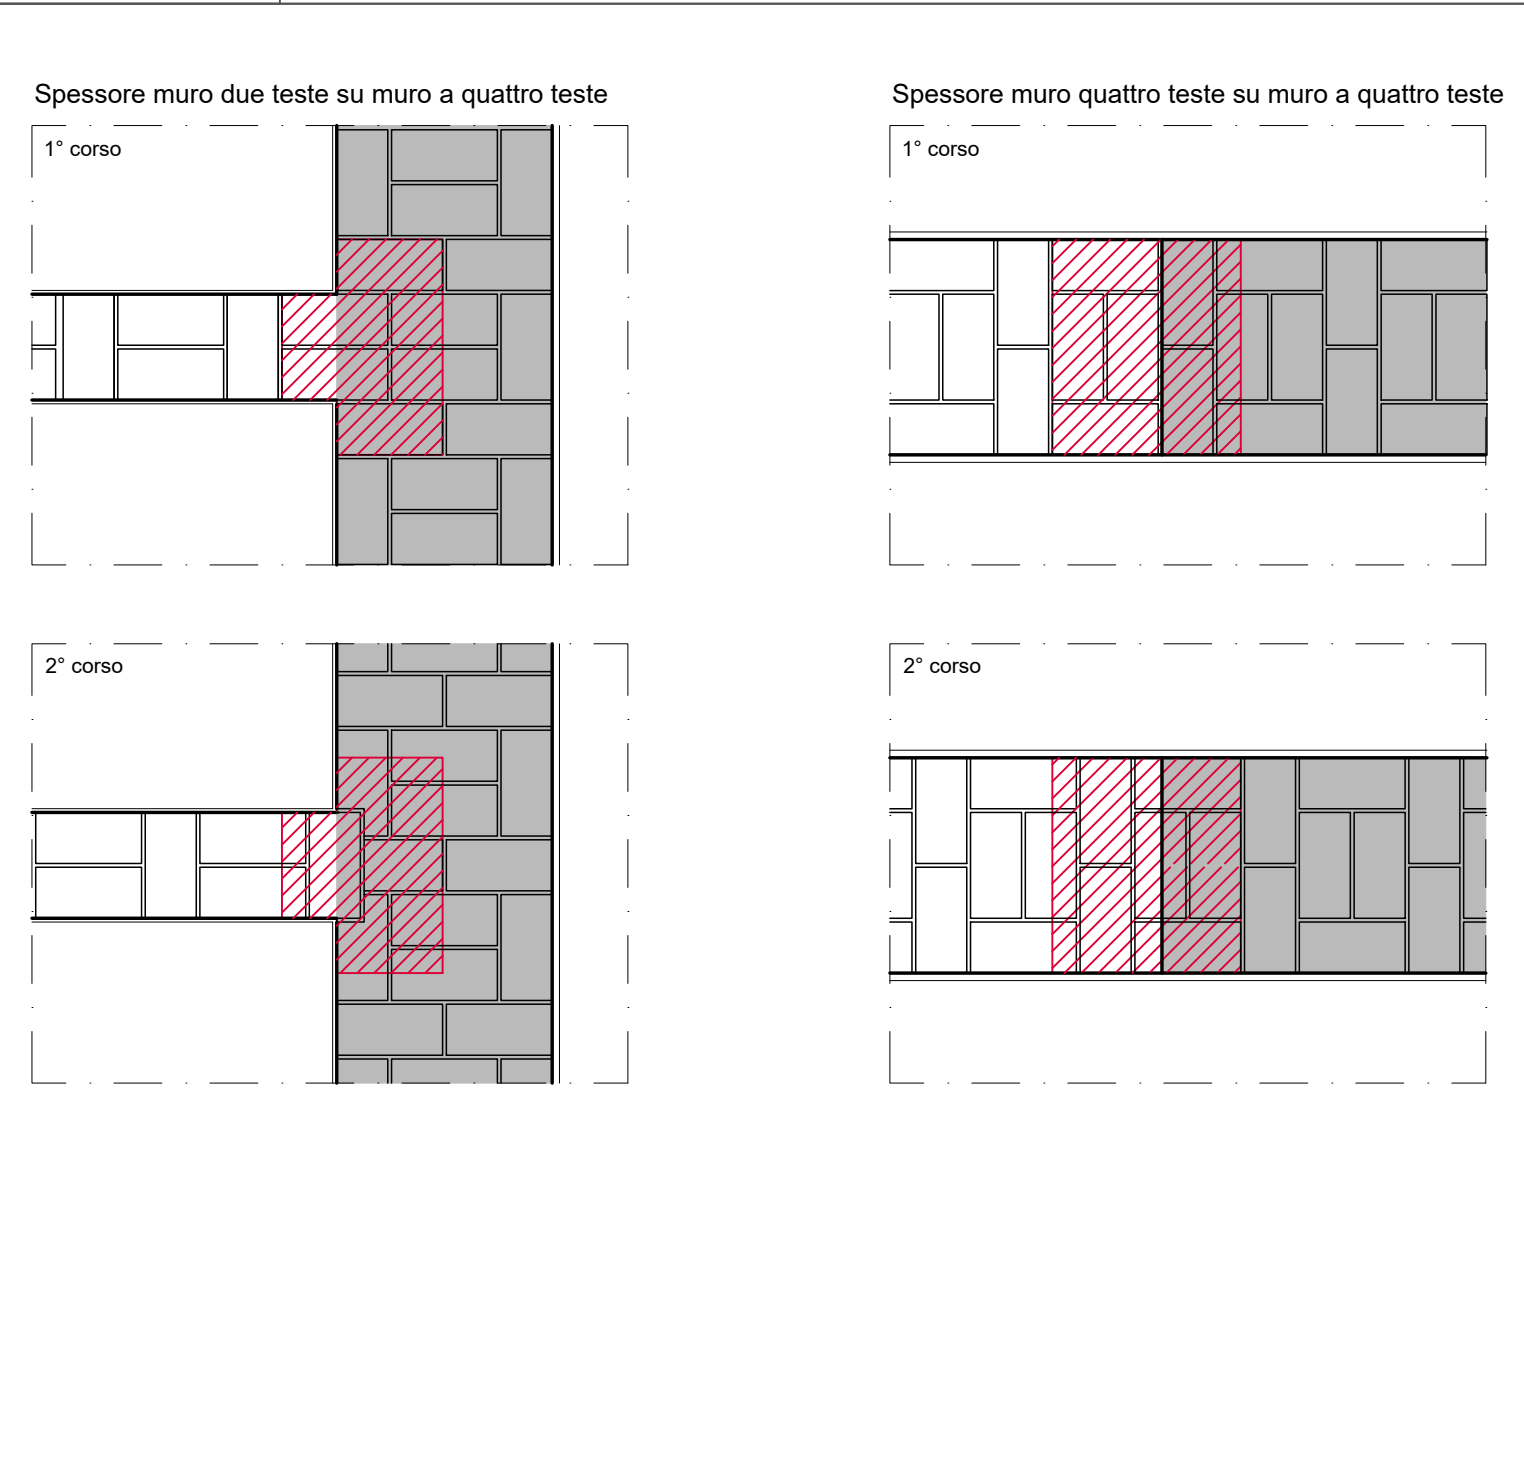 Spessore muro due teste su muro a quattro teste
1° corso
2° corso
Spessore muro quattro teste su muro a quattro teste
1° corso
2° corso